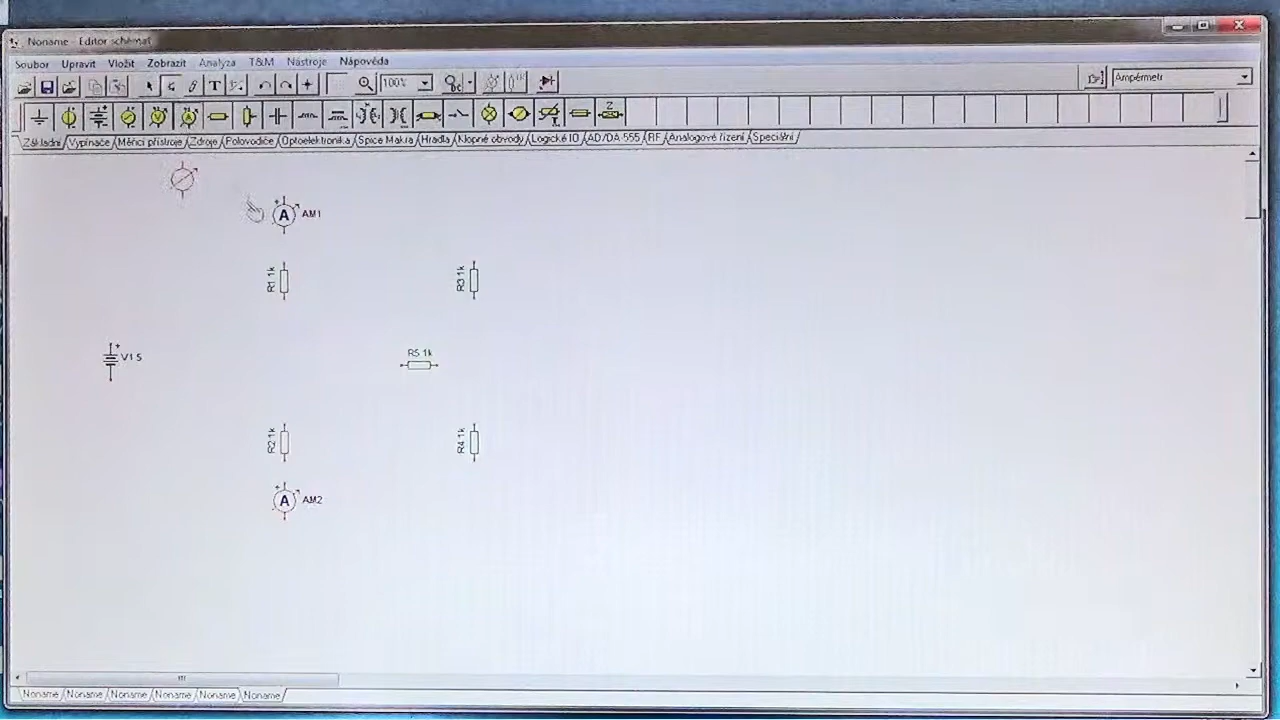 Noname - Editor schémat
Soubor Upravit Vložit Zobrazit Analýza T&M Nástroje Nápověda
T 100% Ampérmetr
V A Z
Základní Vypínače Měřicí přístroje Zdroje Polovodiče Optoelektronika Spice Makra Hradla Klopné obvody Logické IO AD/DA-555 RF Analogové řízení Speciální
+ A AM1
R1 1k
R3 1k
+ V1 5
R5 1k
R2 1k
R4 1k
+ A AM2
Noname Noname Noname Noname Noname Noname